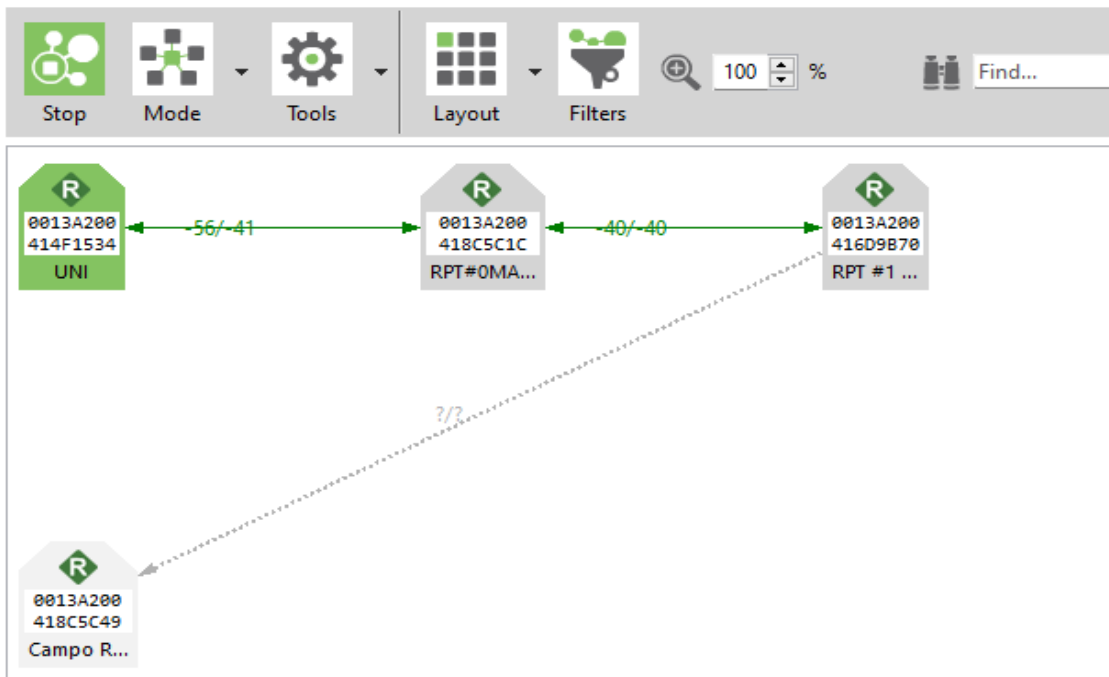 Stop
Mode
Tools
Layout
Filters
100
%
Find...
R
0013A200
414F1534
UNI
-56/-41
R
0013A200
418C5C1C
RPT#0MA...
-40/-40
R
0013A200
416D9B70
RPT #1 ...
?/?
R
0013A200
418C5C49
Campo R...